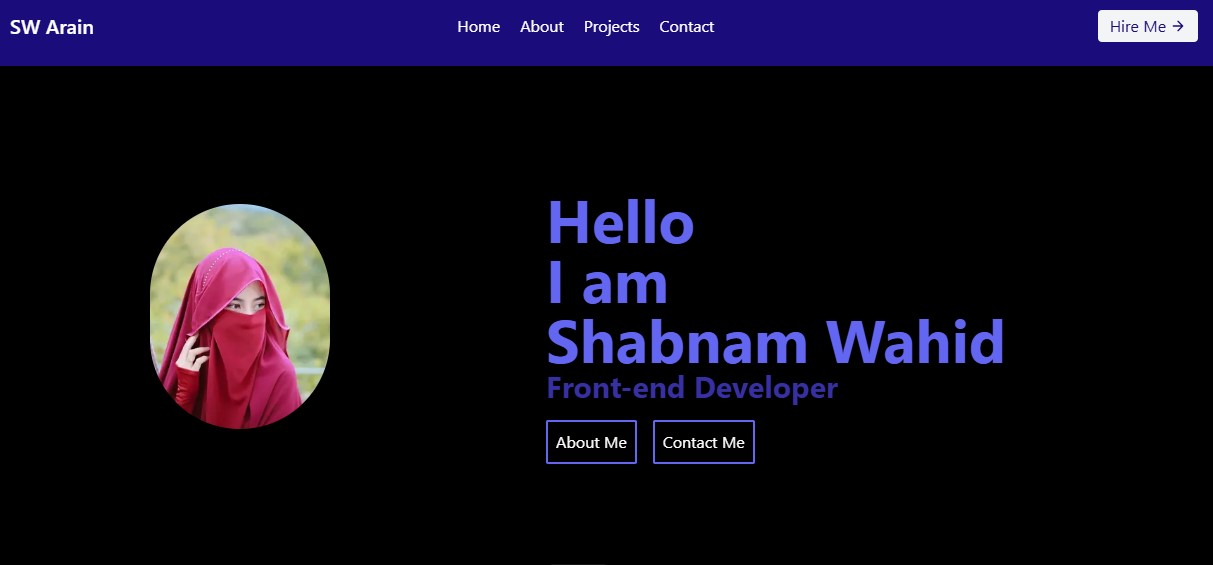 SW Arain
Home About Projects Contact
Hire Me →
Hello
I am
Shabnam Wahid
Front-end Developer
About Me
Contact Me